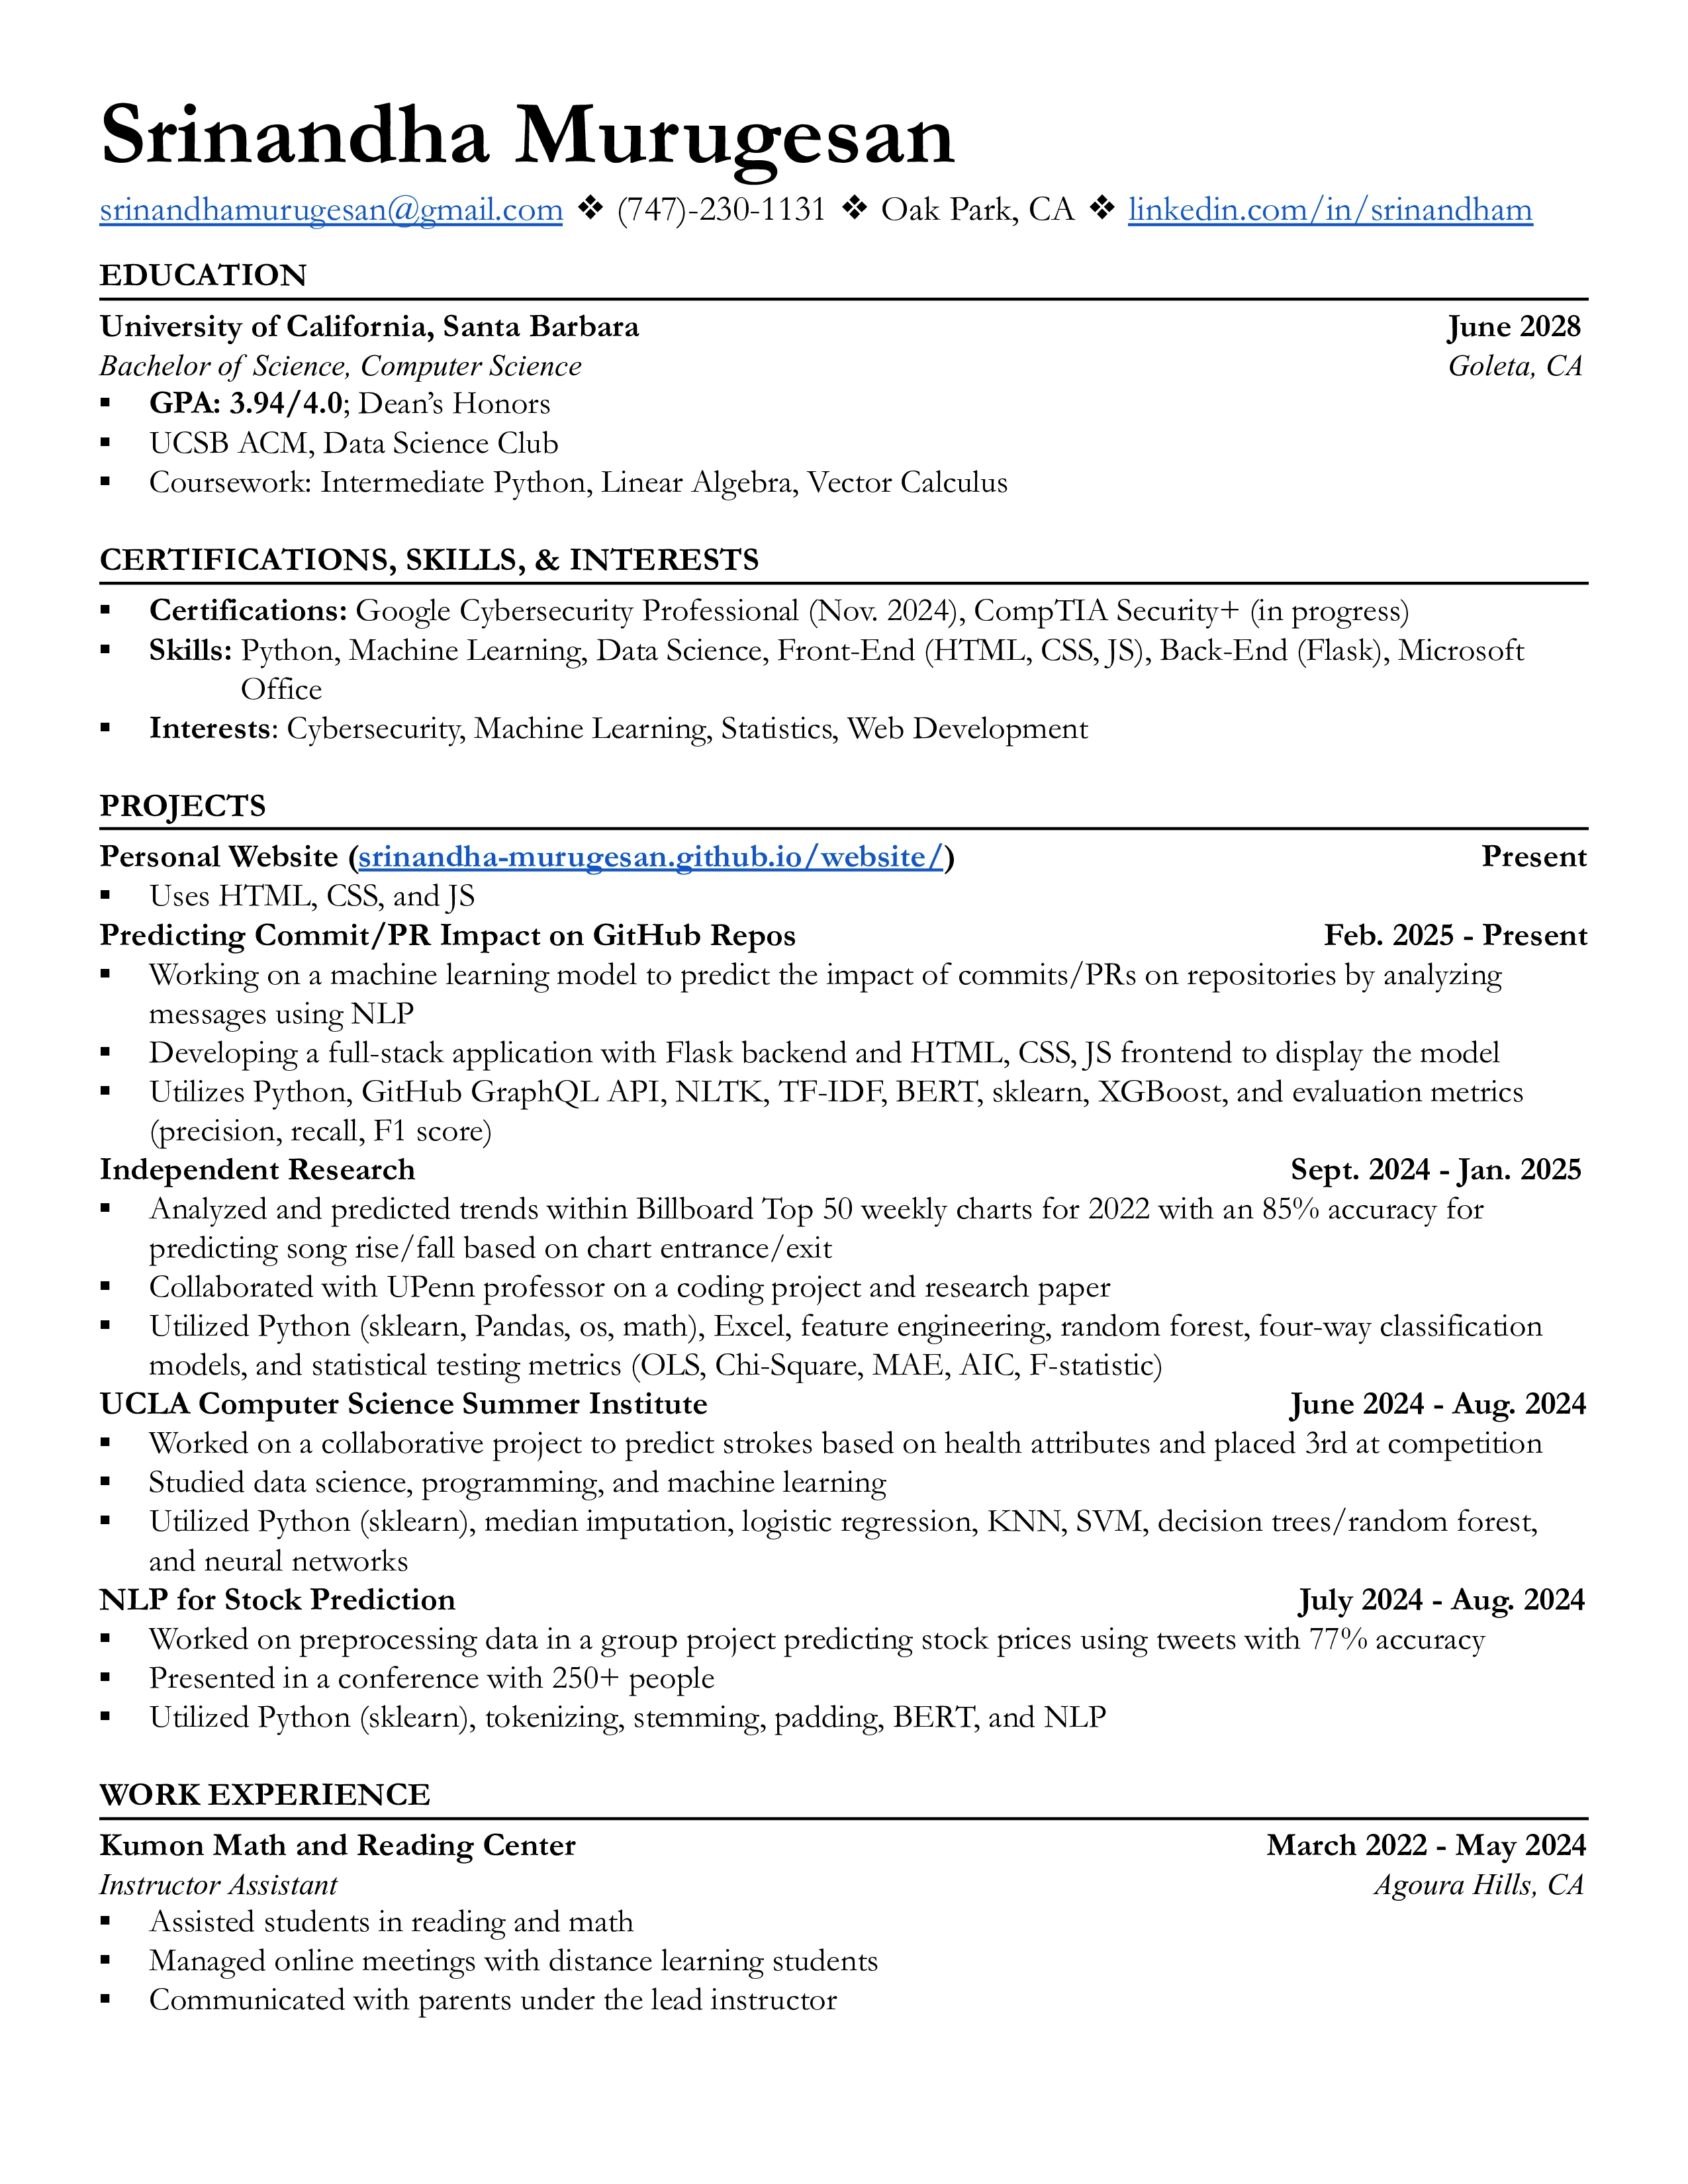 Srinandha Murugesan
srinandhamurugesan@gmail.com ❖ (747)-230-1131 ❖ Oak Park, CA ❖ linkedin.com/in/srinandham
EDUCATION
University of California, Santa Barbara June 2028
Bachelor of Science, Computer Science Goleta, CA
▪ GPA: 3.94/4.0; Dean’s Honors
▪ UCSB ACM, Data Science Club
▪ Coursework: Intermediate Python, Linear Algebra, Vector Calculus
CERTIFICATIONS, SKILLS, & INTERESTS
▪ Certifications: Google Cybersecurity Professional (Nov. 2024), CompTIA Security+ (in progress)
▪ Skills: Python, Machine Learning, Data Science, Front-End (HTML, CSS, JS), Back-End (Flask), Microsoft
Office
▪ Interests: Cybersecurity, Machine Learning, Statistics, Web Development
PROJECTS
Personal Website (srinandha-murugesan.github.io/website/) Present
▪ Uses HTML, CSS, and JS
Predicting Commit/PR Impact on GitHub Repos Feb. 2025 - Present
▪ Working on a machine learning model to predict the impact of commits/PRs on repositories by analyzing
messages using NLP
▪ Developing a full-stack application with Flask backend and HTML, CSS, JS frontend to display the model
▪ Utilizes Python, GitHub GraphQL API, NLTK, TF-IDF, BERT, sklearn, XGBoost, and evaluation metrics
(precision, recall, F1 score)
Independent Research Sept. 2024 - Jan. 2025
▪ Analyzed and predicted trends within Billboard Top 50 weekly charts for 2022 with an 85% accuracy for
predicting song rise/fall based on chart entrance/exit
▪ Collaborated with UPenn professor on a coding project and research paper
▪ Utilized Python (sklearn, Pandas, os, math), Excel, feature engineering, random forest, four-way classification
models, and statistical testing metrics (OLS, Chi-Square, MAE, AIC, F-statistic)
UCLA Computer Science Summer Institute June 2024 - Aug. 2024
▪ Worked on a collaborative project to predict strokes based on health attributes and placed 3rd at competition
▪ Studied data science, programming, and machine learning
▪ Utilized Python (sklearn), median imputation, logistic regression, KNN, SVM, decision trees/random forest,
and neural networks
NLP for Stock Prediction July 2024 - Aug. 2024
▪ Worked on preprocessing data in a group project predicting stock prices using tweets with 77% accuracy
▪ Presented in a conference with 250+ people
▪ Utilized Python (sklearn), tokenizing, stemming, padding, BERT, and NLP
WORK EXPERIENCE
Kumon Math and Reading Center March 2022 - May 2024
Instructor Assistant Agoura Hills, CA
▪ Assisted students in reading and math
▪ Managed online meetings with distance learning students
▪ Communicated with parents under the lead instructor